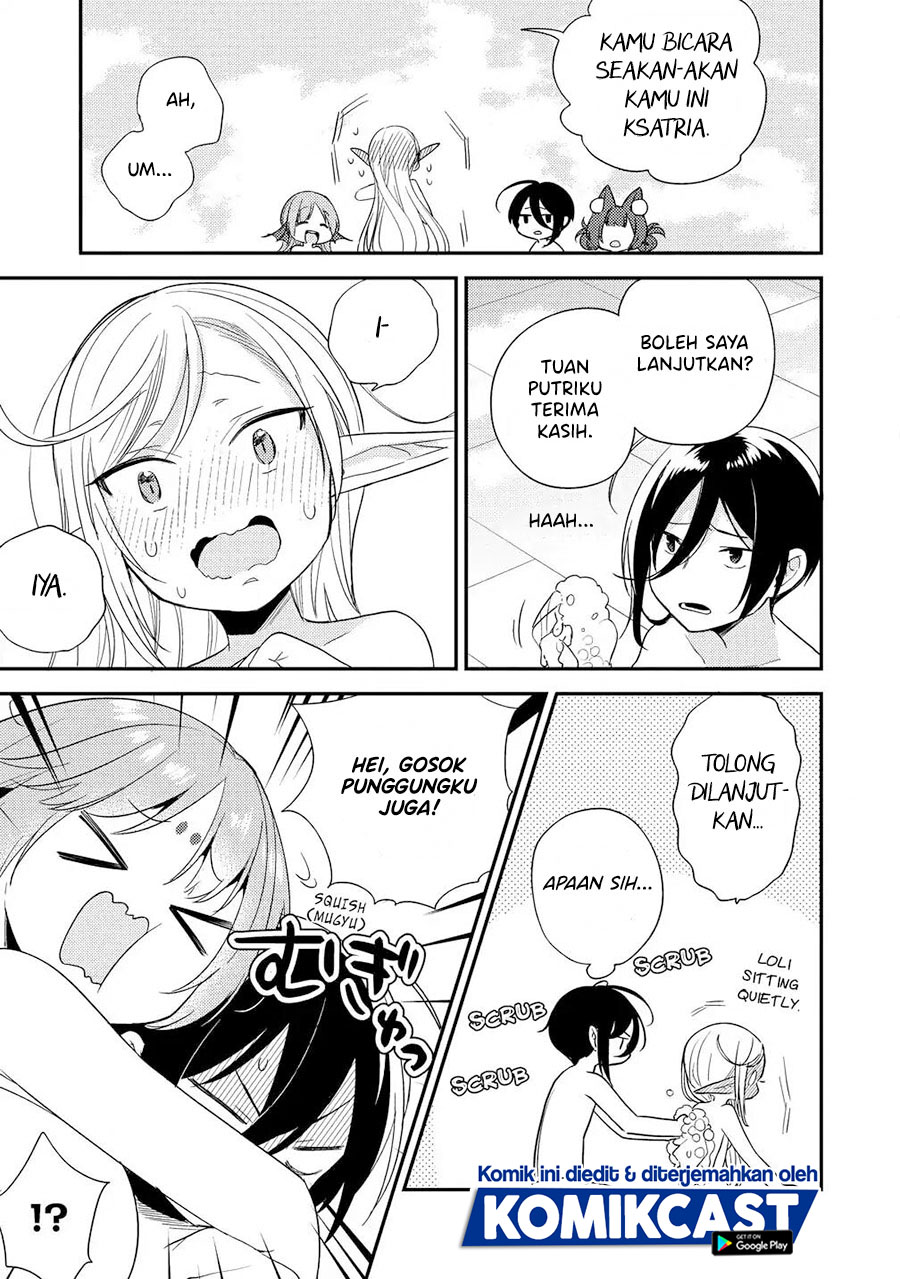 KAMU BICARA
SEAKAN-AKAN
KAMU INI
KSATRIA.
AH,
UM...
BOLEH SAYA
LANJUTKAN?
TUAN
PUTRIKU
TERIMA
KASIH.
HAAH...
I-
IYA.
TOLONG
DILANJUT-
KAN...
APAAN SIH...
LOLI
SITTING
QUIETLY.
SCRUB
SCRUB
SCRUB
HEI, GOSOK
PUNGGUNGKU
JUGA!
SQUISH
(MUGYU)
むぎゅっ
!?
Komik ini diedit & diterjemahkan oleh
KOMIKCAST
GET IT ON
Google Play